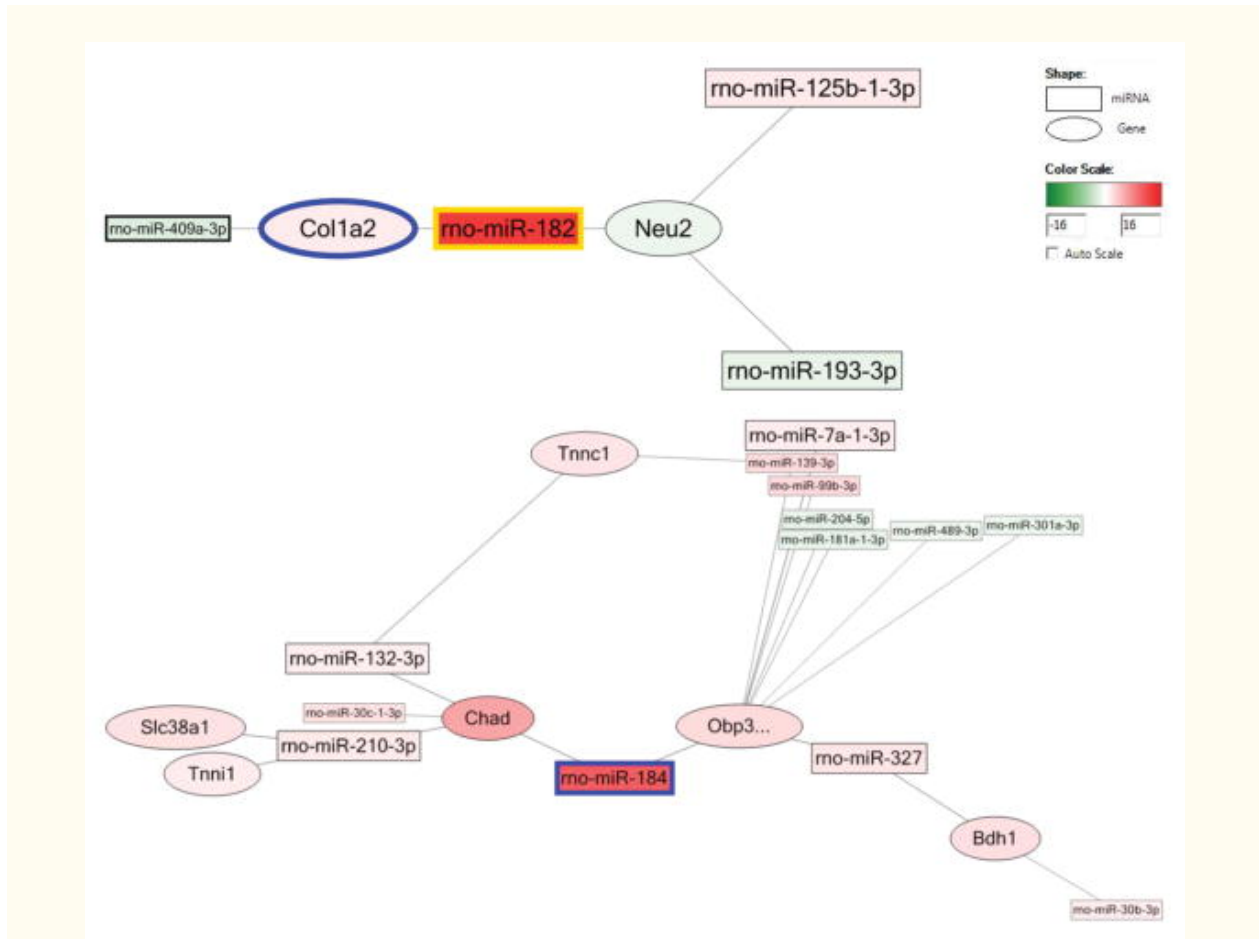 rno-miR-125b-1-3p
Shape:
miRNA
Gene
Color Scale:
-16
16
Auto Scale
rno-miR-409a-3p
Col1a2
rno-miR-182
Neu2
rno-miR-193-3p
rno-miR-7a-1-3p
Tnnc1
rno-miR-139-3p
rno-miR-99b-3p
rno-miR-204-5p
rno-miR-181a-1-3p
rno-miR-489-3p
rno-miR-301a-3p
rno-miR-132-3p
rno-miR-30c-1-3p
Chad
Slc38a1
Obp3...
rno-miR-210-3p
Tnni1
rno-miR-184
rno-miR-327
Bdh1
rno-miR-30b-3p